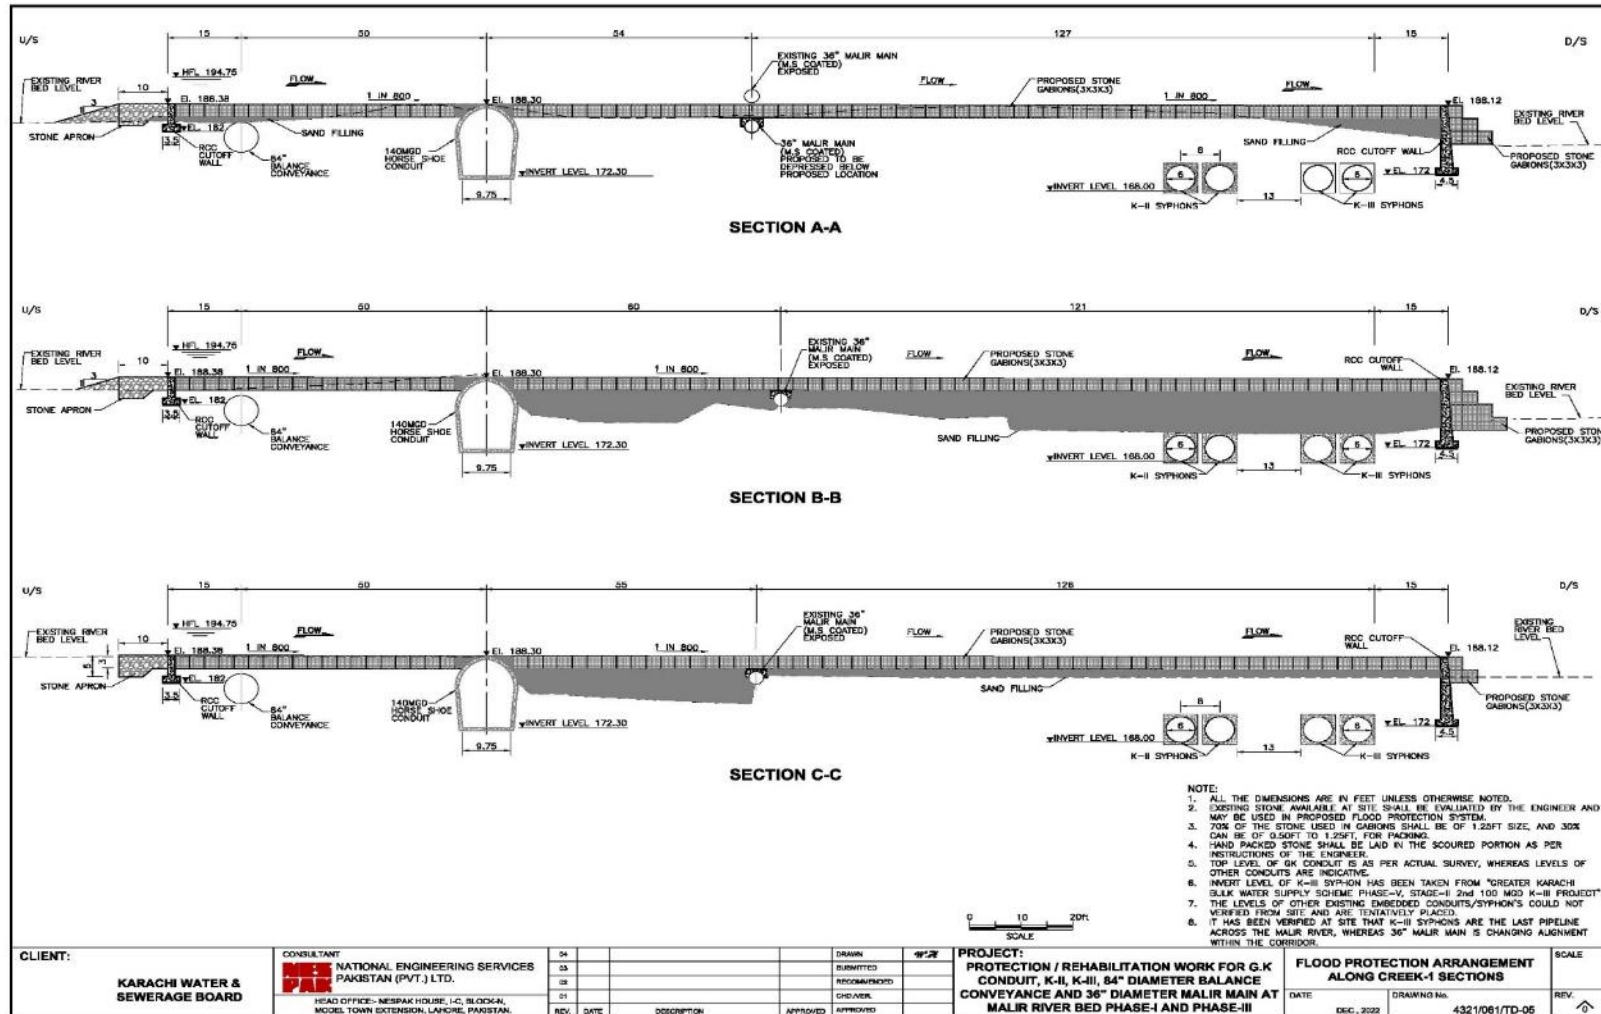 U/S
15
50
54
127
15
D/S
EXISTING RIVER
BED LEVEL
HFL 194.75
FLOW
EXISTING 36" MALIR MAIN
(M.S COATED)
EXPOSED
FLOW
PROPOSED STONE
GABIONS(3X3X3)
FLOW
10
3
El. 188.38
1 IN 800
El. 188.30
1 IN 800
El. 188.12
EXISTING RIVER
BED LEVEL
STONE APRON
EL. 182
3.5
RCC
CUTOFF
WALL
SAND FILLING
84"
BALANCE
CONVEYANCE
140MGD
HORSE SHOE
CONDUIT
36" MALIR MAIN
(M.S COATED)
PROPOSED TO BE
DEPRESSED BELOW
PROPOSED LOCATION
SAND FILLING
RCC CUTOFF WALL
PROPOSED STONE
GABIONS(3X3X3)
INVERT LEVEL 172.30
9.75
8
INVERT LEVEL 168.00
6
6
EL. 172
4.5
K-II SYPHONS
13
K-III SYPHONS
SECTION A-A
U/S
15
60
121
15
D/S
EXISTING RIVER
BED LEVEL
HFL 194.75
FLOW
EXISTING 36"
MALIR MAIN
(M.S COATED)
EXPOSED
FLOW
PROPOSED STONE
GABIONS(3X3X3)
FLOW
RCC CUTOFF
WALL
10
3
El. 188.38
1 IN 800
El. 188.30
1 IN 800
El. 188.12
EXISTING RIVER
BED LEVEL
STONE APRON
EL. 182
3.5
RCC
CUTOFF
WALL
84"
BALANCE
CONVEYANCE
140MGD
HORSE SHOE
CONDUIT
SAND FILLING
PROPOSED STONE
GABIONS(3X3X3)
INVERT LEVEL 172.30
9.75
INVERT LEVEL 168.00
6
6
EL. 172
4.5
K-II SYPHONS
13
K-III SYPHONS
SECTION B-B
U/S
15
55
126
15
D/S
EXISTING RIVER
BED LEVEL
HFL 194.75
FLOW
EXISTING 36"
MALIR MAIN
(M.S COATED)
EXPOSED
FLOW
PROPOSED STONE
GABIONS(3X3X3)
FLOW
RCC CUTOFF
WALL
EXISTING
RIVER BED
LEVEL
10
3
El. 188.38
1 IN 800
El. 188.30
1 IN 800
El. 188.12
STONE APRON
EL. 182
3.5
RCC
CUTOFF
WALL
84"
BALANCE
CONVEYANCE
140MGD
HORSE SHOE
CONDUIT
SAND FILLING
PROPOSED STONE
GABIONS(3X3X3)
INVERT LEVEL 172.30
9.75
8
INVERT LEVEL 168.00
6
6
EL. 172
4.5
K-II SYPHONS
13
K-III SYPHONS
SECTION C-C
NOTE:
1. ALL THE DIMENSIONS ARE IN FEET UNLESS OTHERWISE NOTED.
2. EXISTING STONE AVAILABLE AT SITE SHALL BE EVALUATED BY THE ENGINEER AND
MAY BE USED IN PROPOSED FLOOD PROTECTION SYSTEM.
3. 70% OF THE STONE USED IN GABIONS SHALL BE OF 1.25FT SIZE, AND 30%
CAN BE OF 0.50FT TO 1.25FT, FOR PACKING.
4. HAND PACKED STONE SHALL BE LAID IN THE SCOURED PORTION AS PER
INSTRUCTIONS OF THE ENGINEER.
5. TOP LEVEL OF GK CONDUIT IS AS PER ACTUAL SURVEY, WHEREAS LEVELS OF
OTHER CONDUITS ARE INDICATIVE.
6. INVERT LEVEL OF K-III SYPHON HAS BEEN TAKEN FROM "GREATER KARACHI
BULK WATER SUPPLY SCHEME PHASE-V, STAGE-II 2nd 100 MGD K-III PROJECT"
7. THE LEVELS OF OTHER EXISTING EMBEDDED CONDUITS/SYPHON'S COULD NOT
VERIFIED FROM SITE AND ARE TENTATIVELY PLACED.
8. IT HAS BEEN VERIFIED AT SITE THAT K-III SYPHONS ARE THE LAST PIPELINE
ACROSS THE MALIR RIVER, WHEREAS 36" MALIR MAIN IS CHANGING ALIGNMENT
WITHIN THE CORRIDOR.
0 10 20ft
SCALE
CLIENT:
KARACHI WATER &
SEWERAGE BOARD
CONSULTANT
NES
PAK
NATIONAL ENGINEERING SERVICES
PAKISTAN (PVT.) LTD.
HEAD OFFICE:- NESPAK HOUSE, 1-C, BLOCK-N,
MODEL TOWN EXTENSION, LAHORE, PAKISTAN.
04
03
02
01
REV. DATE DESCRIPTION APPROVED
DRAWN
SUBMITTED
RECOMMENDED
CHD./VER.
APPROVED
PROJECT:
PROTECTION / REHABILITATION WORK FOR G.K
CONDUIT, K-II, K-III, 84" DIAMETER BALANCE
CONVEYANCE AND 36" DIAMETER MALIR MAIN AT
MALIR RIVER BED PHASE-I AND PHASE-III
FLOOD PROTECTION ARRANGEMENT
ALONG CREEK-1 SECTIONS
DATE
DEC., 2022
DRAWING No.
4321/061/TD-05
SCALE
REV.
0